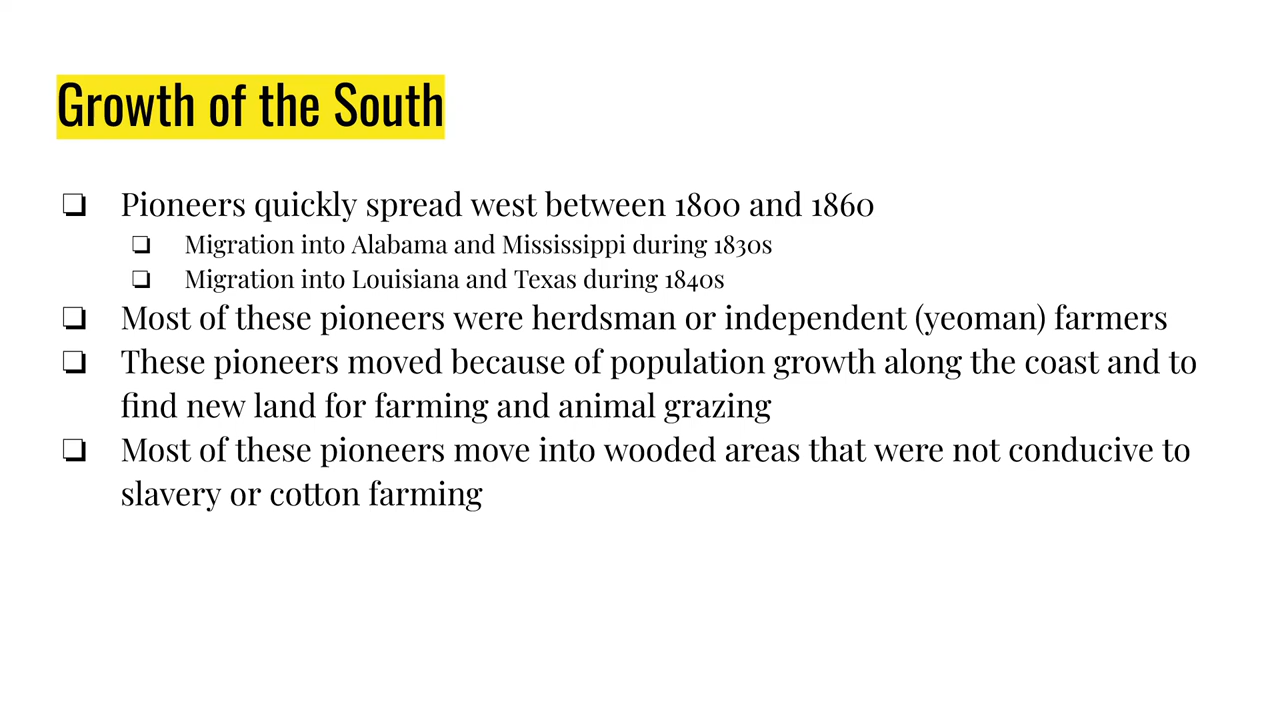 Growth of the South
❏ Pioneers quickly spread west between 1800 and 1860
❏ Migration into Alabama and Mississippi during 1830s
❏ Migration into Louisiana and Texas during 1840s
❏ Most of these pioneers were herdsman or independent (yeoman) farmers
❏ These pioneers moved because of population growth along the coast and to
find new land for farming and animal grazing
❏ Most of these pioneers move into wooded areas that were not conducive to
slavery or cotton farming